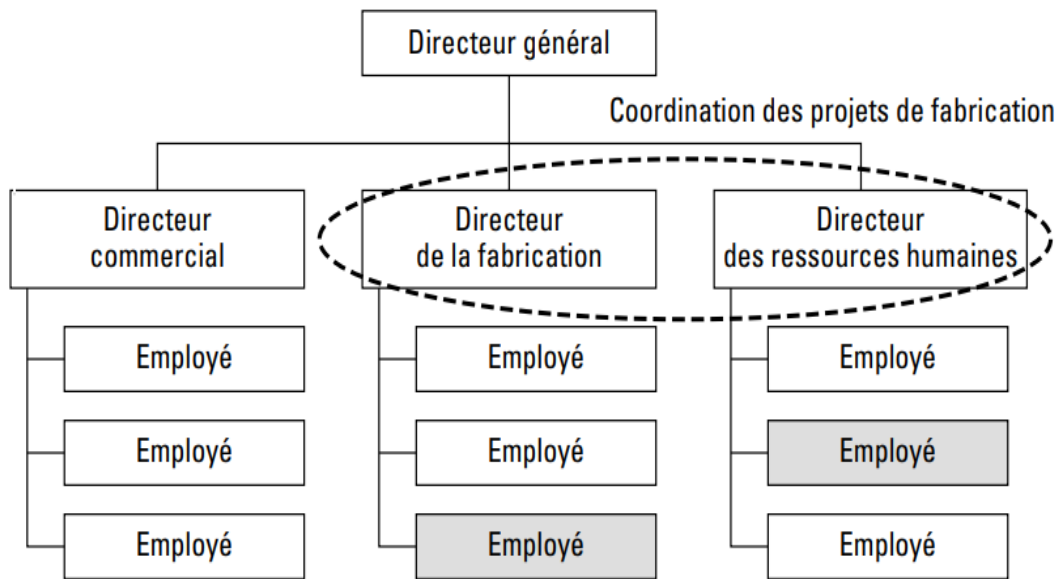 Directeur général
Coordination des projets de fabrication
Directeur
commercial
Directeur
de la fabrication
Directeur
des ressources humaines
Employé
Employé
Employé
Employé
Employé
Employé
Employé
Employé
Employé